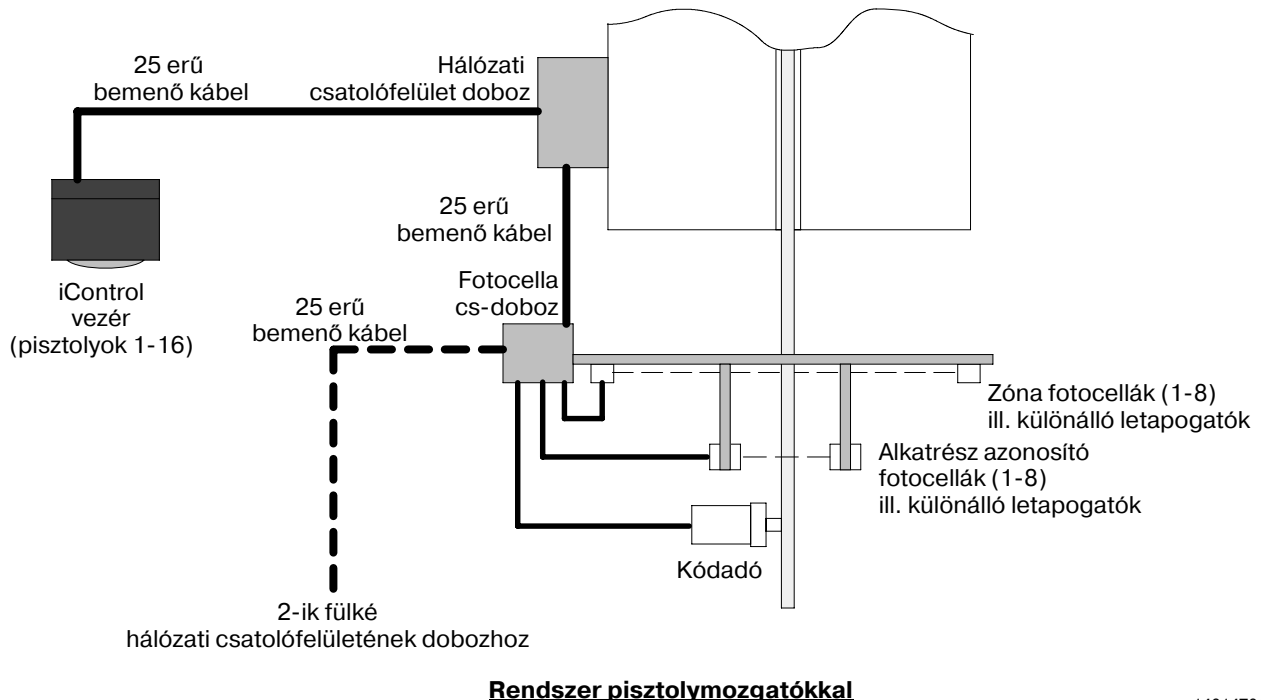 25 erű
bemenő kábel
Hálózati
csatolófelület doboz
25 erű
bemenő kábel
iControl
vezér
(pisztolyok 1-16)
Fotocella
cs-doboz
25 erű
bemenő kábel
Zóna fotocellák (1-8)
ill. különálló letapogatók
Alkatrész azonosító
fotocellák (1-8)
ill. különálló letapogatók
Kódadó
2-ik fülké
hálózati csatolófelületének dobozhoz
Rendszer pisztolymozgatókkal